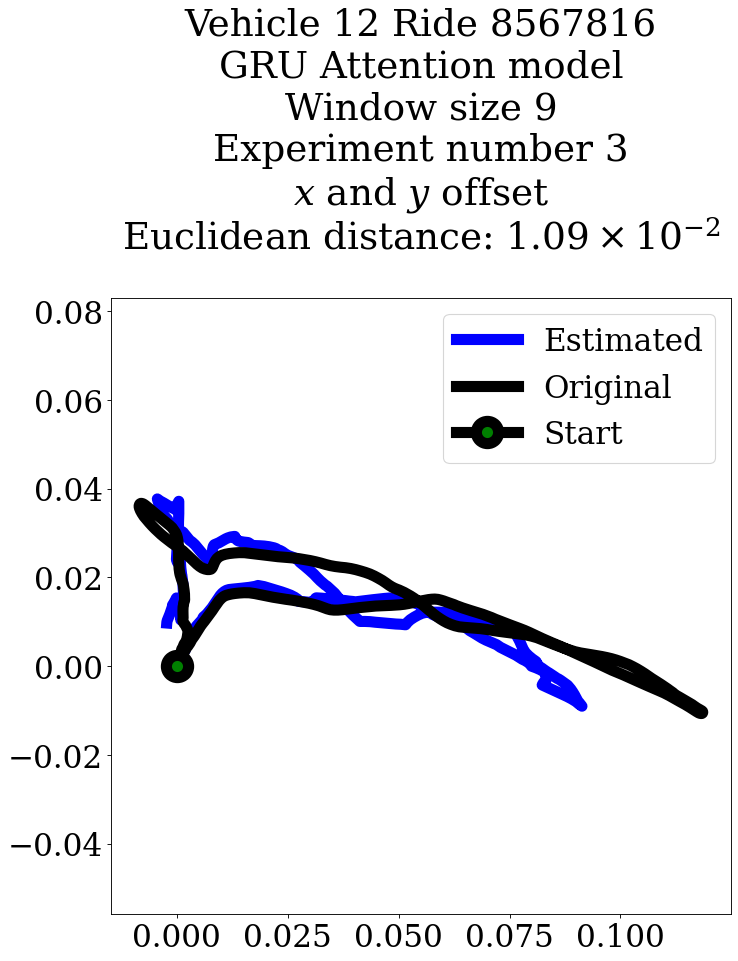 Vehicle 12 Ride 8567816
GRU Attention model
Window size 9
Experiment number 3
x and y offset
Euclidean distance: 1.09 × 10⁻²
Estimated
Original
Start
0.08
0.06
0.04
0.02
0.00
−0.02
−0.04
0.000 0.025 0.050 0.075 0.100